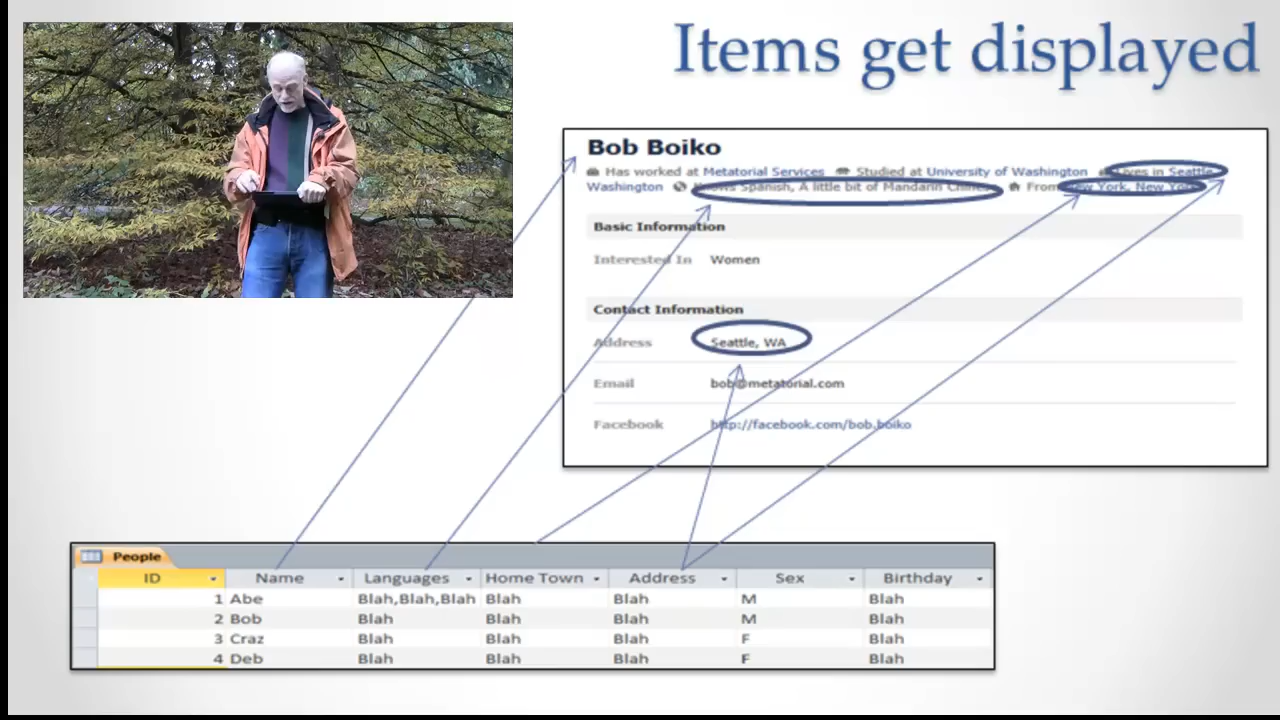 Items get displayed
Bob Boiko
Has worked at Metatorial Services Studied at University of Washington Lives in Seattle,
Washington Knows Spanish, A little bit of Mandarin Chinese From New York, New York
Basic Information
Interested In Women
Contact Information
Address Seattle, WA
Email bob@metatorial.com
Facebook http://facebook.com/bob.boiko
People
ID Name Languages Home Town Address Sex Birthday
1 Abe Blah,Blah,Blah Blah Blah M Blah
2 Bob Blah Blah Blah M Blah
3 Craz Blah Blah Blah F Blah
4 Deb Blah Blah Blah F Blah